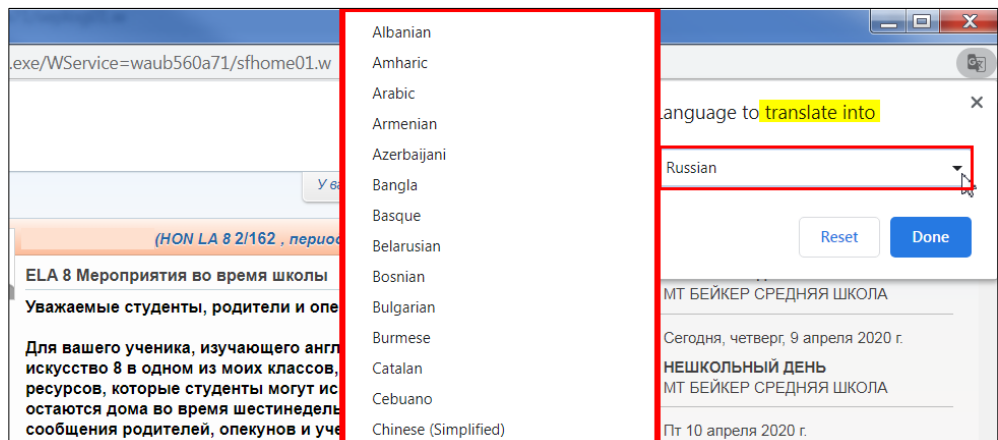 .exe/WService=waub560a71/sfhome01.w
Albanian
Amharic
Arabic
Armenian
Azerbaijani
Bangla
Basque
Belarusian
Bosnian
Bulgarian
Burmese
Catalan
Cebuano
Chinese (Simplified)
Language to translate into
Russian
Reset
Done
У ва
(HON LA 8 2/162 , период
ELA 8 Мероприятия во время школы
Уважаемые студенты, родители и опе
Для вашего ученика, изучающего англ
искусство 8 в одном из моих классов,
ресурсов, которые студенты могут ис
остаются дома во время шестинедель
сообщения родителей, опекунов и уче
МТ БЕЙКЕР СРЕДНЯЯ ШКОЛА
Сегодня, четверг, 9 апреля 2020 г.
НЕШКОЛЬНЫЙ ДЕНЬ
МТ БЕЙКЕР СРЕДНЯЯ ШКОЛА
Пт 10 апреля 2020 г.